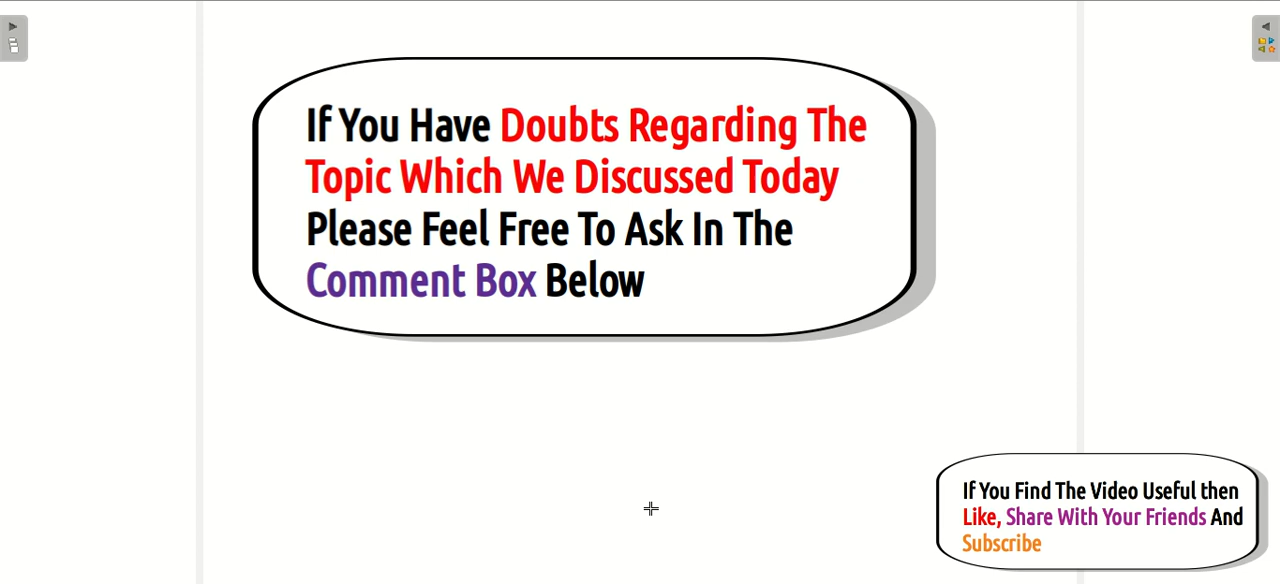 If You Have Doubts Regarding The
Topic Which We Discussed Today
Please Feel Free To Ask In The
Comment Box Below
If You Find The Video Useful then
Like, Share With Your Friends And
Subscribe